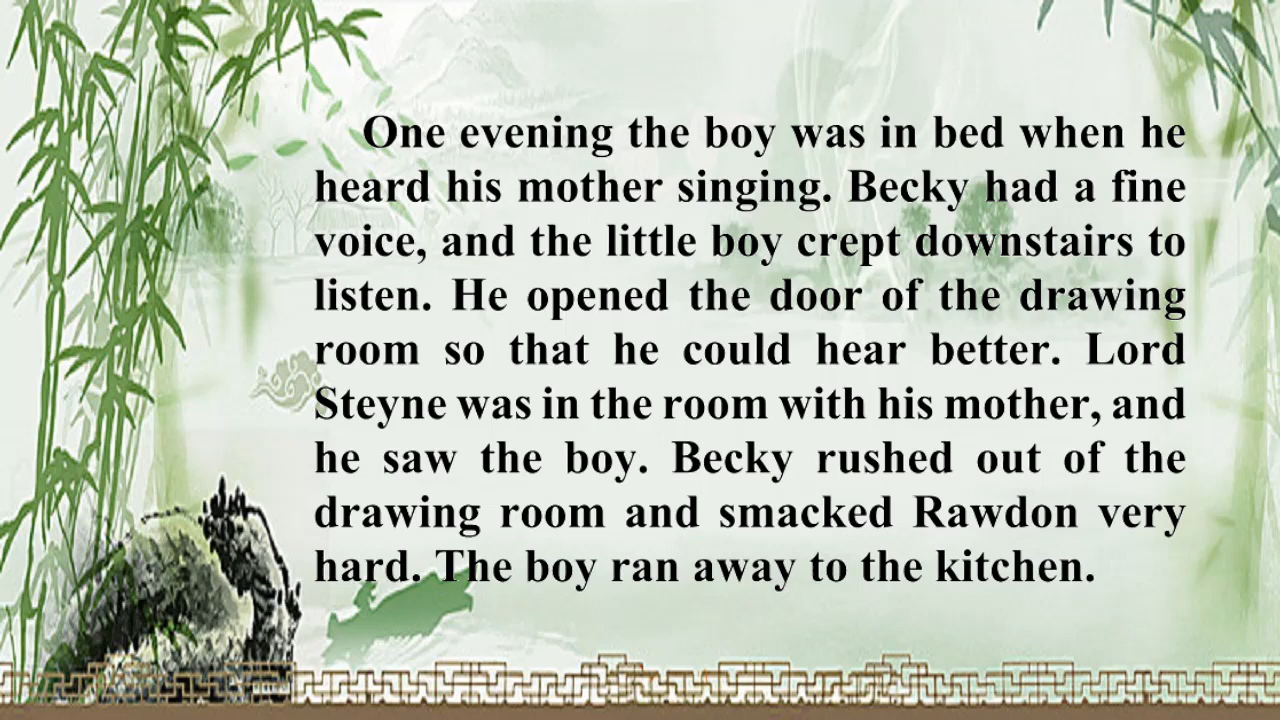 One evening the boy was in bed when he
heard his mother singing. Becky had a fine
voice, and the little boy crept downstairs to
listen. He opened the door of the drawing
room so that he could hear better. Lord
Steyne was in the room with his mother, and
he saw the boy. Becky rushed out of the
drawing room and smacked Rawdon very
hard. The boy ran away to the kitchen.